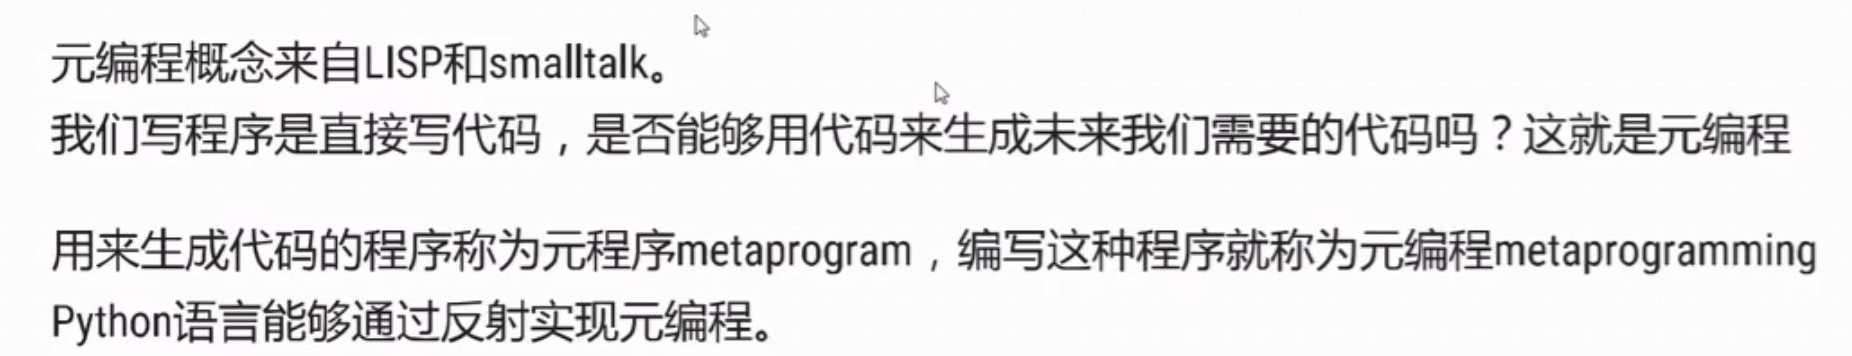 元编程概念来自LISP和smalltalk。
我们写程序是直接写代码，是否能够用代码来生成未来我们需要的代码吗？这就是元编程
用来生成代码的程序称为元程序metaprogram，编写这种程序就称为元编程metaprogramming
Python语言能够通过反射实现元编程。